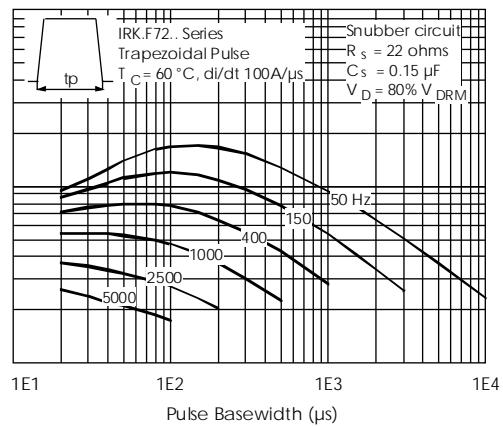 IRK.F72.. Series
Trapezoidal Pulse
T C = 60 °C, di/dt 100A/µs
tp
Snubber circuit
R s = 22 ohms
C s = 0.15 µF
V D = 80% V DRM
50 Hz
150
400
1000
2500
5000
1E1 1E2 1E3 1E4
Pulse Basewidth (µs)